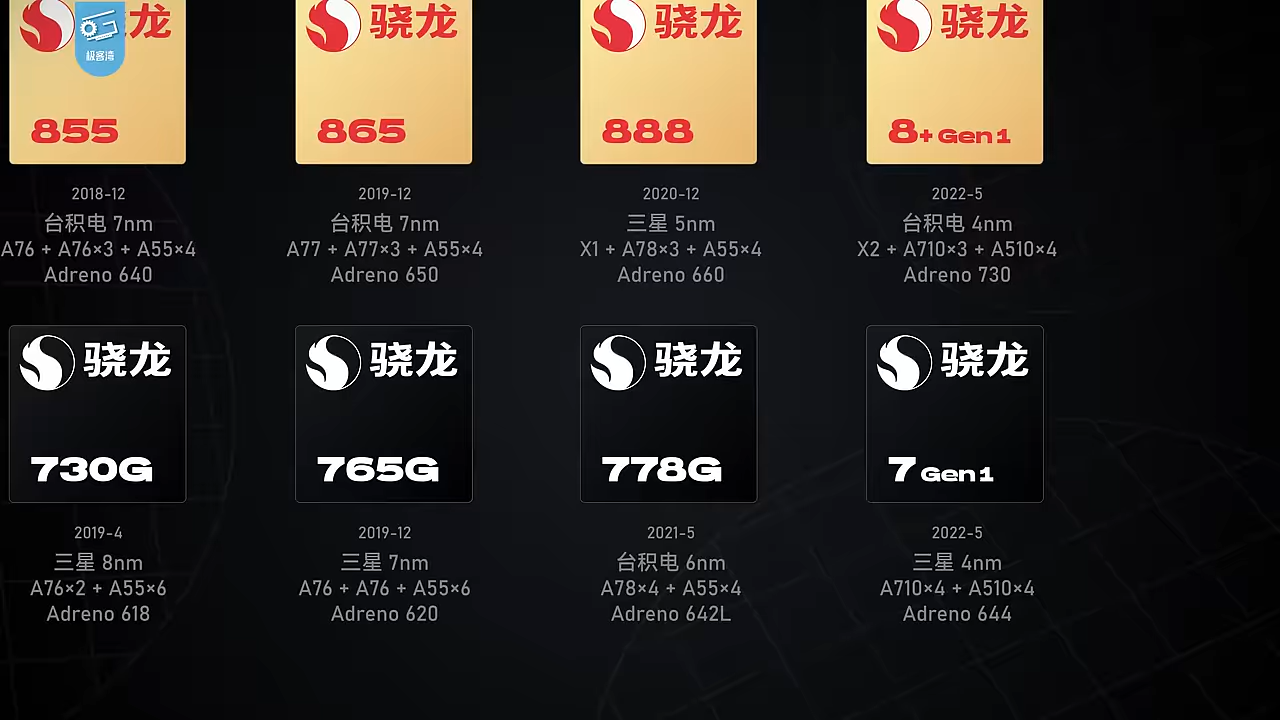 龙
极客湾
855
2018-12
台积电 7nm
A76 + A76×3 + A55×4
Adreno 640
骁龙
865
2019-12
台积电 7nm
A77 + A77×3 + A55×4
Adreno 650
骁龙
888
2020-12
三星 5nm
X1 + A78×3 + A55×4
Adreno 660
骁龙
8+ Gen 1
2022-5
台积电 4nm
X2 + A710×3 + A510×4
Adreno 730
骁龙
730G
2019-4
三星 8nm
A76×2 + A55×6
Adreno 618
骁龙
765G
2019-12
三星 7nm
A76 + A76 + A55×6
Adreno 620
骁龙
778G
2021-5
台积电 6nm
A78×4 + A55×4
Adreno 642L
骁龙
7 Gen 1
2022-5
三星 4nm
A710×4 + A510×4
Adreno 644